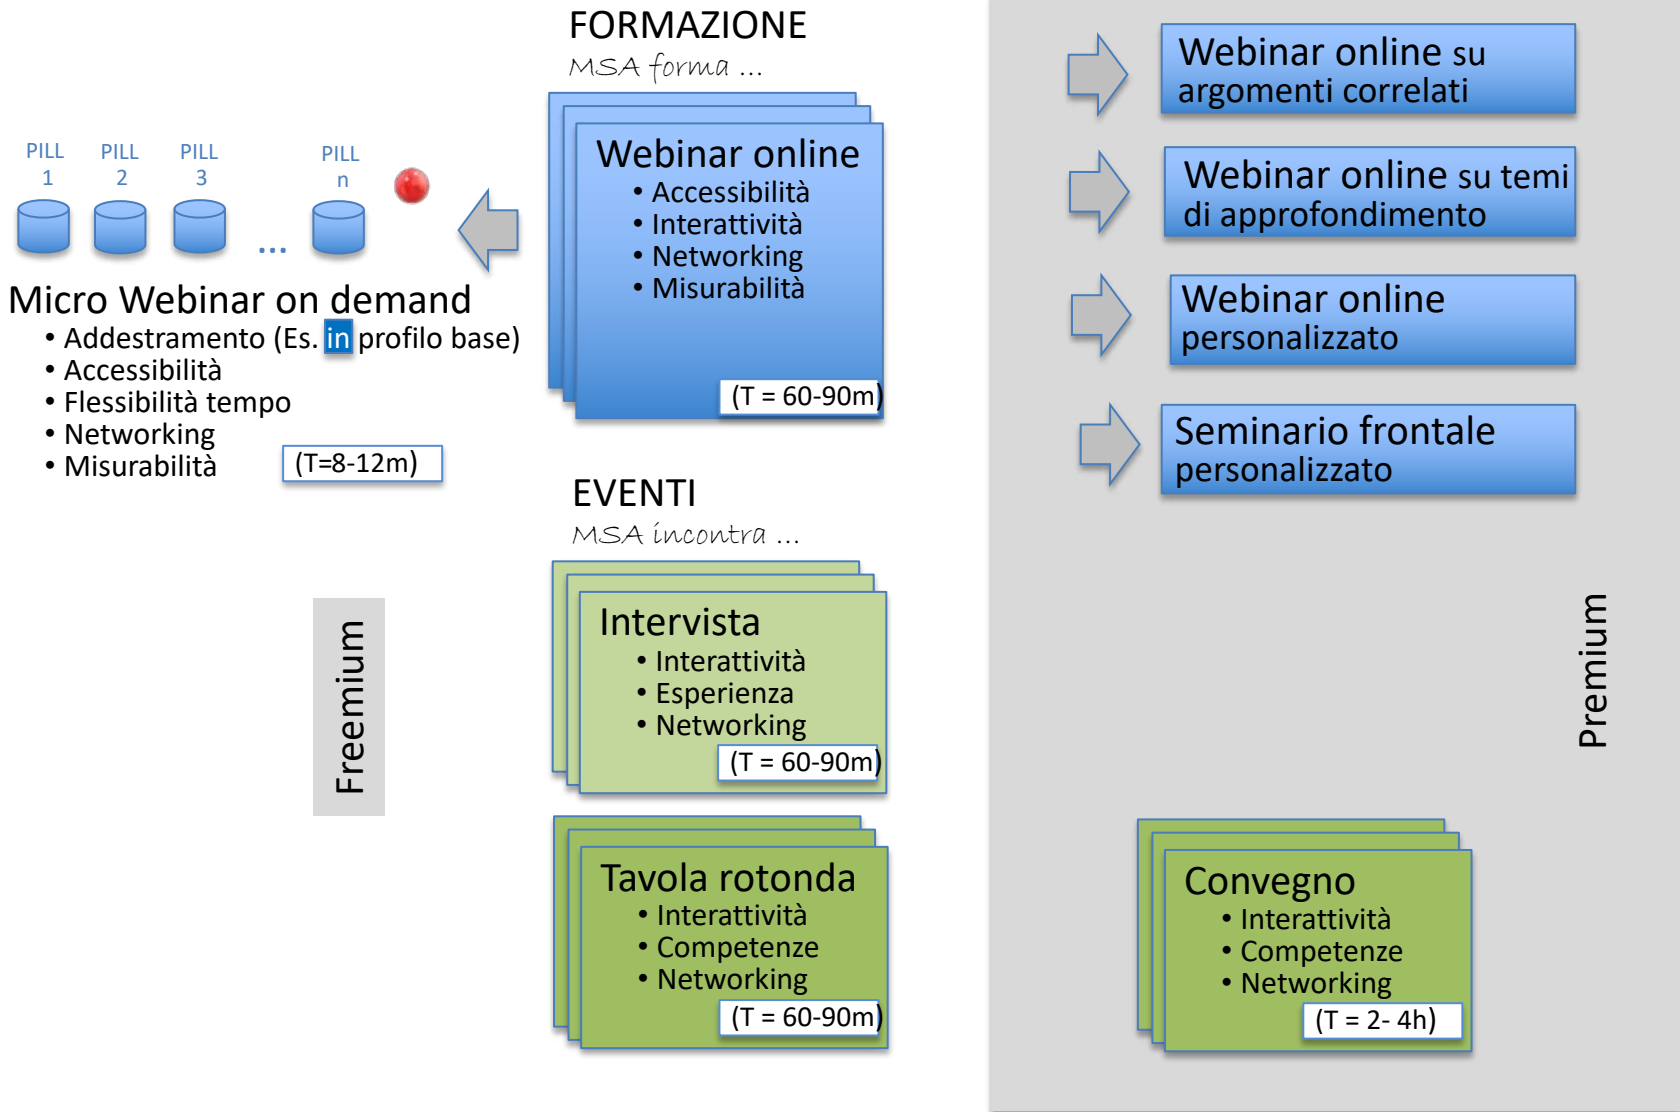 FORMAZIONE
MSA forma ...
PILL
1
PILL
2
PILL
3
...
PILL
n
Micro Webinar on demand
• Addestramento (Es. in profilo base)
• Accessibilità
• Flessibilità tempo
• Networking
• Misurabilità
(T=8-12m)
Webinar online
• Accessibilità
• Interattività
• Networking
• Misurabilità
(T = 60-90m)
EVENTI
MSA incontra ...
Intervista
• Interattività
• Esperienza
• Networking
(T = 60-90m)
Tavola rotonda
• Interattività
• Competenze
• Networking
(T = 60-90m)
Freemium
Webinar online su
argomenti correlati
Webinar online su temi
di approfondimento
Webinar online
personalizzato
Seminario frontale
personalizzato
Premium
Convegno
• Interattività
• Competenze
• Networking
(T = 2- 4h)